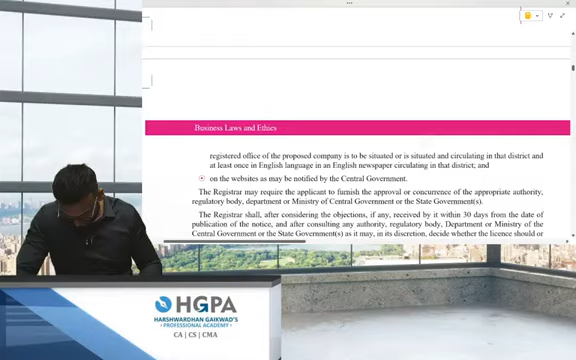 Business Laws and Ethics
registered office of the proposed company is to be situated or is situated and circulating in that district and
at least once in English language in an English newspaper circulating in that district; and
on the websites as may be notified by the Central Government.
The Registrar may require the applicant to furnish the approval or concurrence of the appropriate authority,
regulatory body, department or Ministry of Central Government or the State Government(s).
The Registrar shall, after considering the objections, if any, received by it within 30 days from the date of
publication of the notice, and after consulting any authority, regulatory body, Department or Ministry of the
Central Government or the State Government(s) as it may, in its discretion, decide whether the licence should or
HGPA
HARSHWARDHAN GAIKWAD'S
PROFESSIONAL ACADEMY
CA | CS | CMA